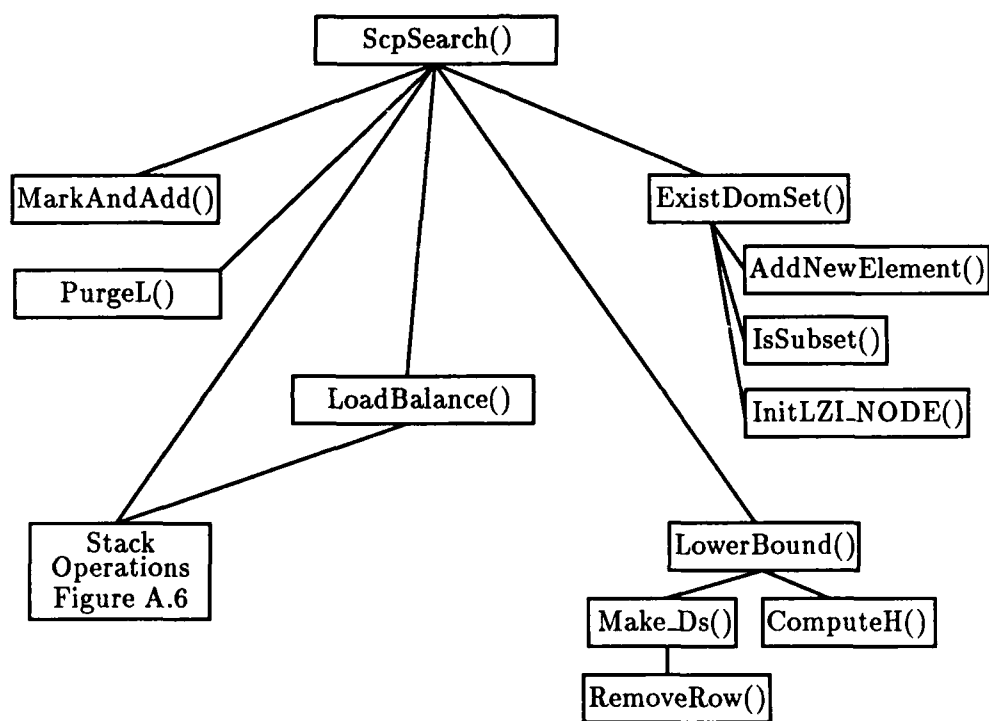 ScpSearch()
MarkAndAdd()
ExistDomSet()
PurgeL()
AddNewElement()
IsSubset()
LoadBalance()
InitLZI_NODE()
Stack
Operations
Figure A.6
LowerBound()
Make_Ds()
ComputeH()
RemoveRow()